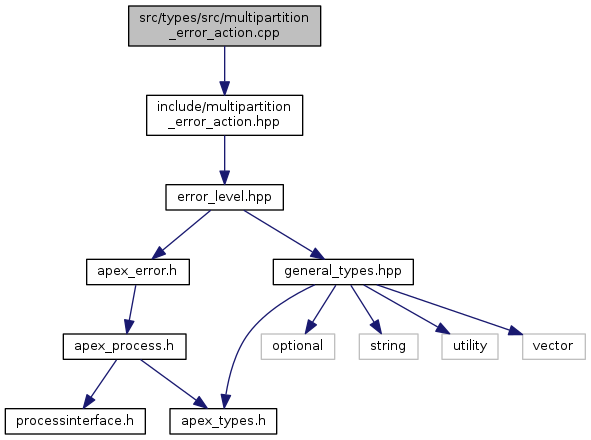 src/types/src/multipartition
_error_action.cpp
include/multipartition
_error_action.hpp
error_level.hpp
apex_error.h
general_types.hpp
apex_process.h
optional
string
utility
vector
processinterface.h
apex_types.h